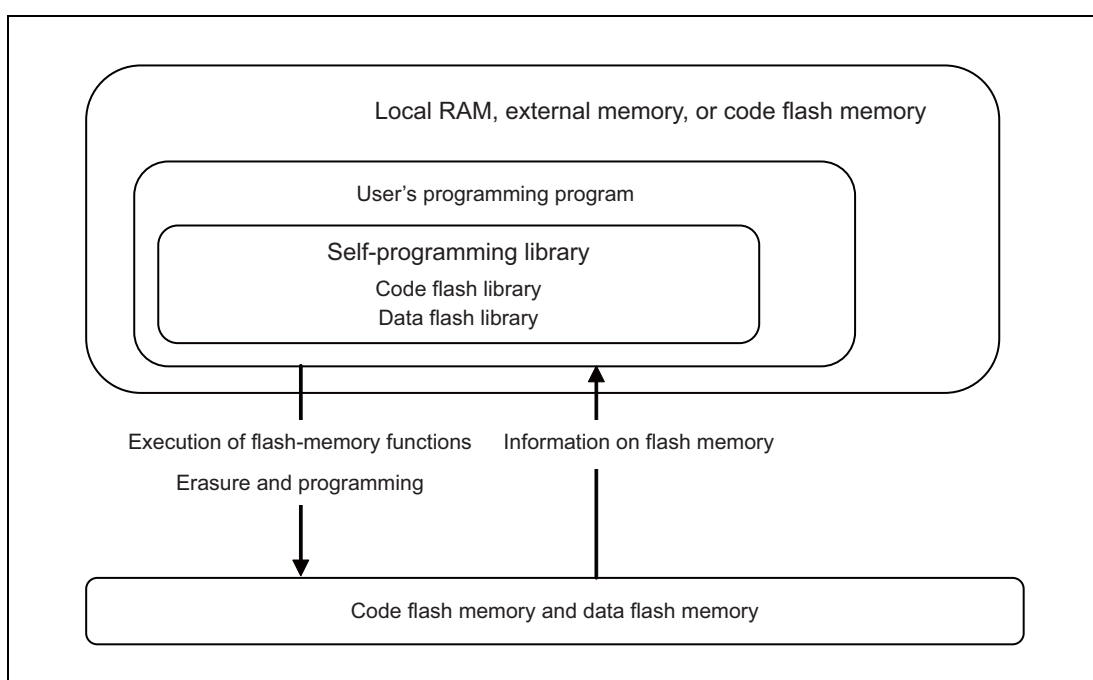 Local RAM, external memory, or code flash memory
User’s programming program
Self-programming library
Code flash library
Data flash library
Execution of flash-memory functions
Erasure and programming
Information on flash memory
Code flash memory and data flash memory